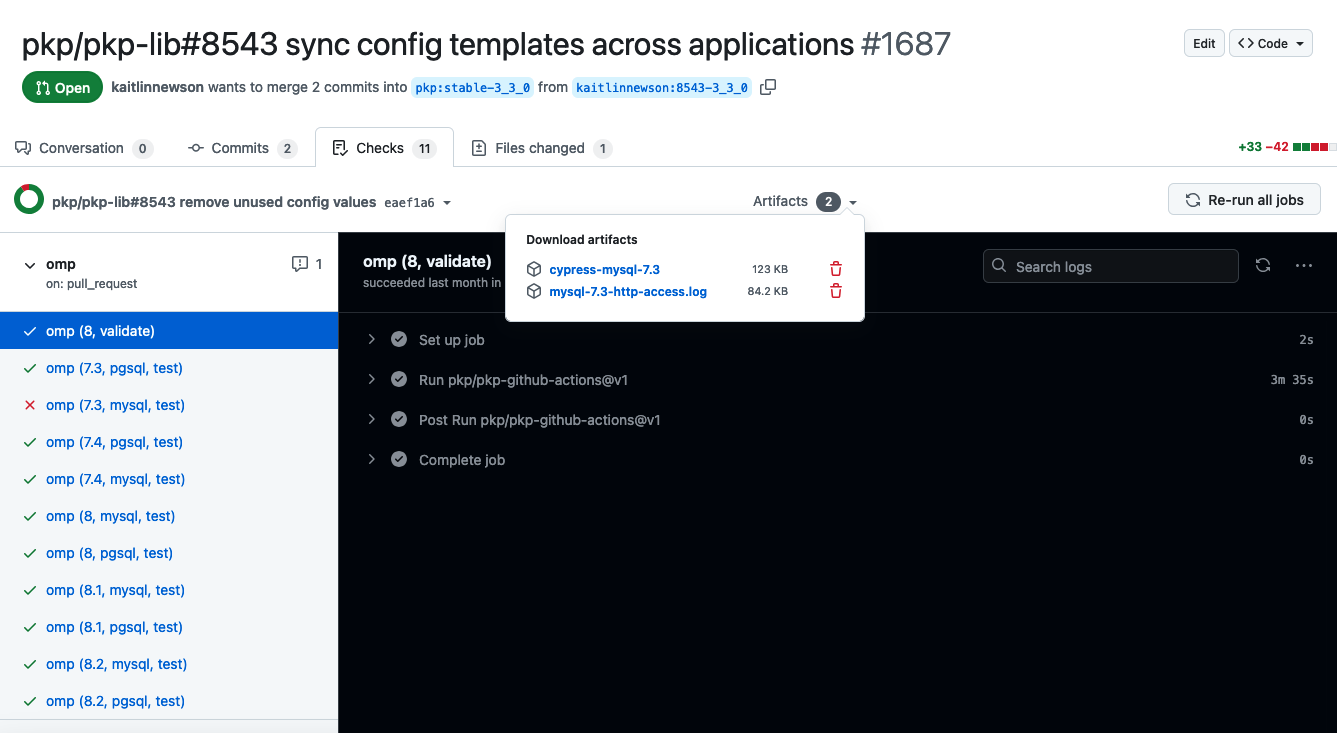 pkp/pkp-lib#8543 sync config templates across applications #1687
Edit
Code
Open
kaitlinnewson wants to merge 2 commits into pkp:stable-3_3_0 from kaitlinnewson:8543-3_3_0
Conversation 0
Commits 2
Checks 11
Files changed 1
+33 −42
pkp/pkp-lib#8543 remove unused config values eaef1a6
Artifacts 2
Re-run all jobs
Download artifacts
cypress-mysql-7.3 123 KB
mysql-7.3-http-access.log 84.2 KB
omp 1
on: pull_request
omp (8, validate)
omp (7.3, pgsql, test)
omp (7.3, mysql, test)
omp (7.4, pgsql, test)
omp (7.4, mysql, test)
omp (8, mysql, test)
omp (8, pgsql, test)
omp (8.1, mysql, test)
omp (8.1, pgsql, test)
omp (8.2, mysql, test)
omp (8.2, pgsql, test)
omp (8, validate)
succeeded last month in
Search logs
Set up job 2s
Run pkp/pkp-github-actions@v1 3m 35s
Post Run pkp/pkp-github-actions@v1 0s
Complete job 0s